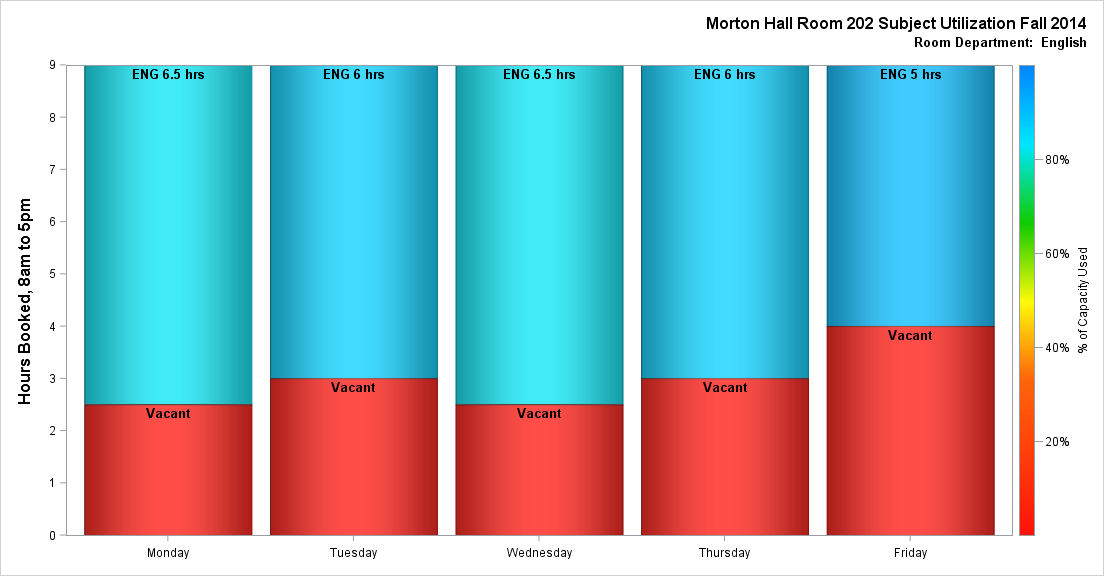 Morton Hall Room 202 Subject Utilization Fall 2014
Room Department:  English
Hours Booked, 8am to 5pm
9
8
7
6
5
4
3
2
1
0
ENG 6.5 hrs
Vacant
ENG 6 hrs
Vacant
ENG 6.5 hrs
Vacant
ENG 6 hrs
Vacant
ENG 5 hrs
Vacant
Monday
Tuesday
Wednesday
Thursday
Friday
80%
60%
40%
20%
% of Capacity Used